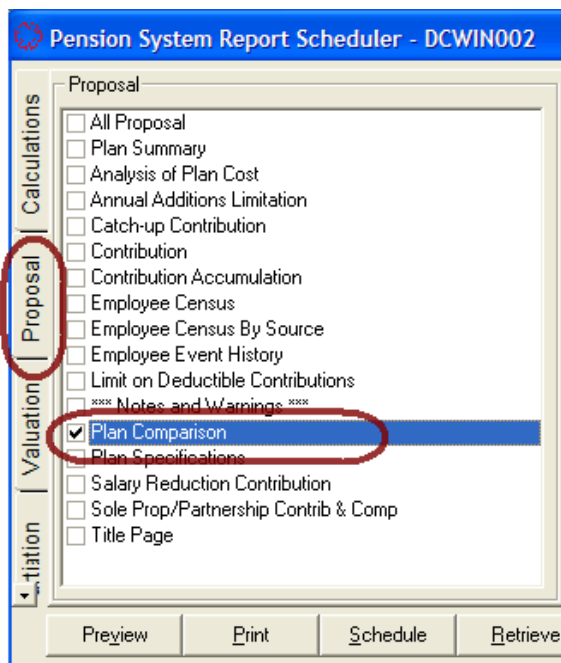 Pension System Report Scheduler - DCWIN002
Calculations
Proposal
Valuation
Proposal
All Proposal
Plan Summary
Analysis of Plan Cost
Annual Additions Limitation
Catch-up Contribution
Contribution
Contribution Accumulation
Employee Census
Employee Census By Source
Employee Event History
Limit on Deductible Contributions
*** Notes and Warnings ***
Plan Comparison
Plan Specifications
Salary Reduction Contribution
Sole Prop/Partnership Contrib & Comp
Title Page
Preview
Print
Schedule
Retrieve